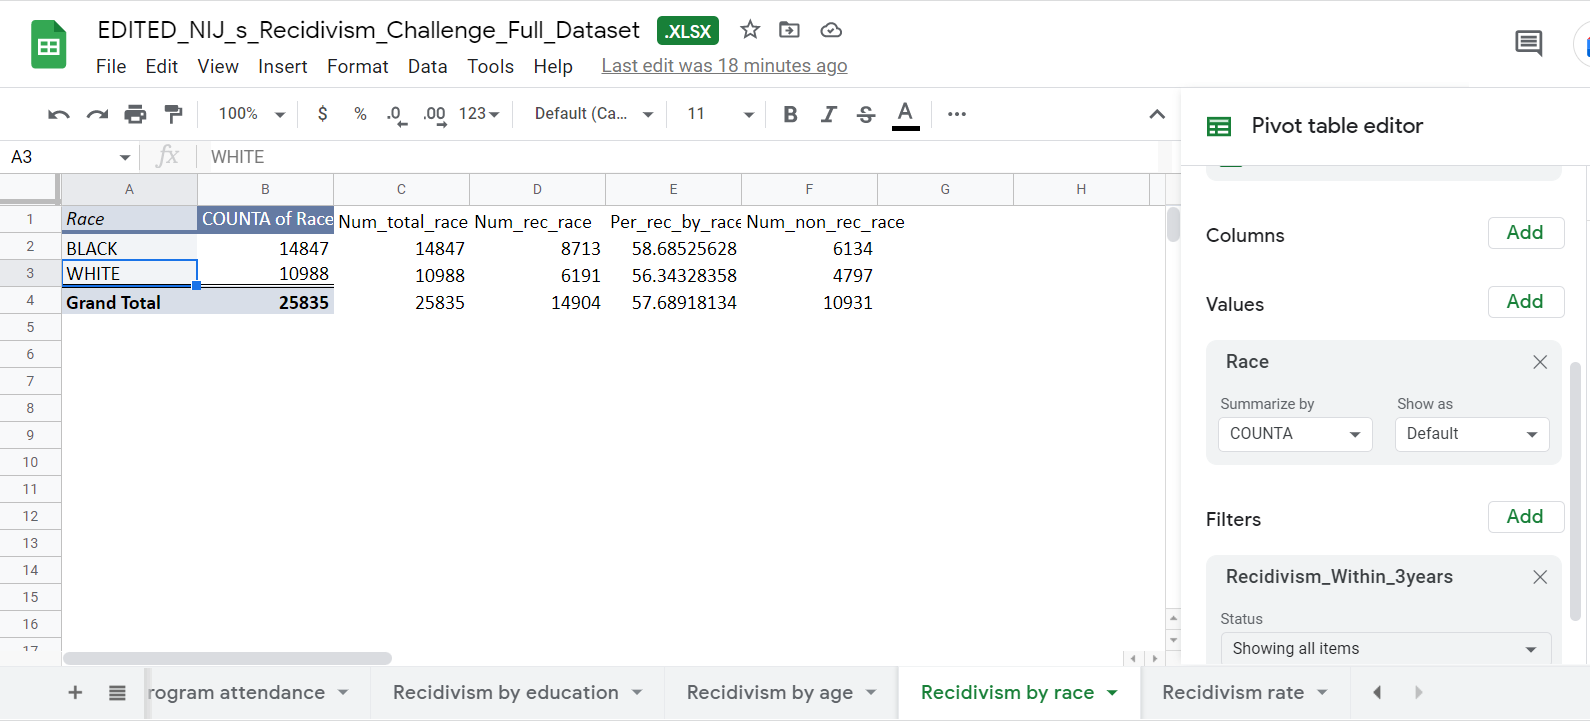 EDITED_NIJ_s_Recidivism_Challenge_Full_Dataset .XLSX
File Edit View Insert Format Data Tools Help Last edit was 18 minutes ago
100% $ % .0 .00 123 Default (Ca... 11 B I S A
Pivot table editor
A3 fx WHITE
A B C D E F G H
1 Race COUNTA of Race Num_total_race Num_rec_race Per_rec_by_race Num_non_rec_race
2 BLACK 14847 14847 8713 58.68525628 6134
3 WHITE 10988 10988 6191 56.34328358 4797
4 Grand Total 25835 25835 14904 57.68918134 10931
5
6
7
8
9
10
11
12
13
14
15
16
17
Columns Add
Values Add
Race
Summarize by Show as
COUNTA Default
Filters Add
Recidivism_Within_3years
Status
Showing all items
rogram attendance Recidivism by education Recidivism by age Recidivism by race Recidivism rate